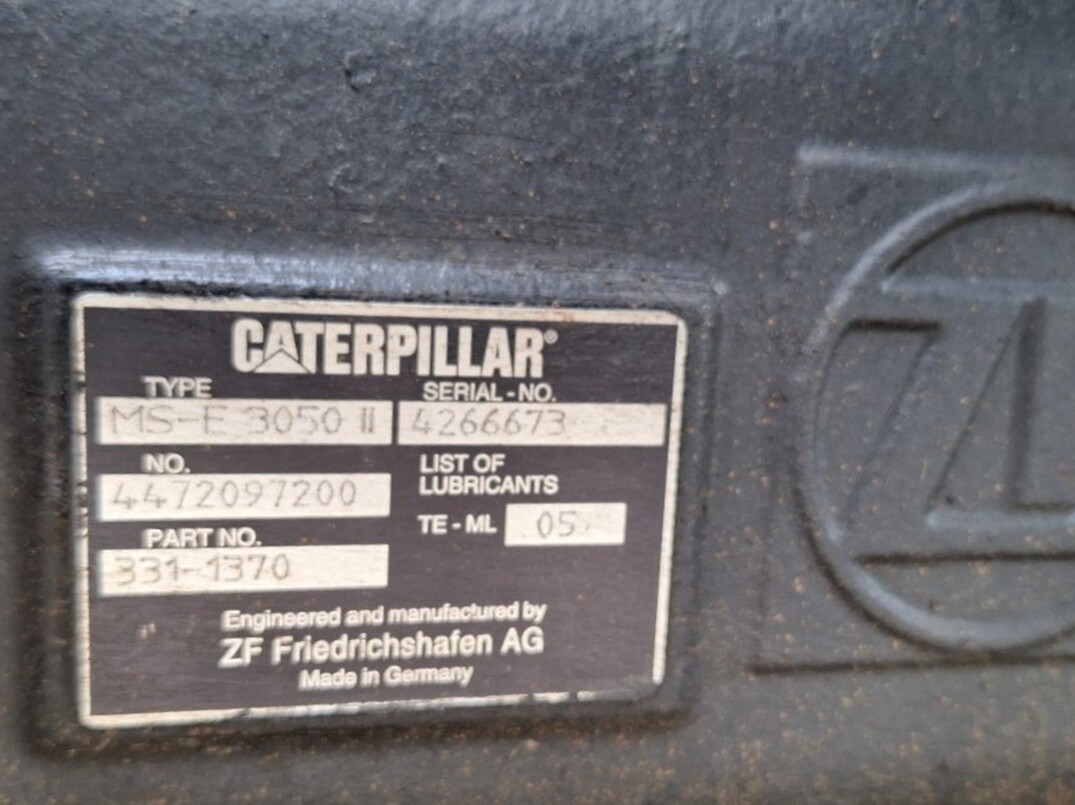 CATERPILLAR®
TYPE SERIAL-NO.
MS-E 3050 II 4266673
NO. LIST OF
LUBRICANTS
4472097200
TE-ML 05
PART NO.
331-1370
Engineered and manufactured by
ZF Friedrichshafen AG
Made in Germany
ZF